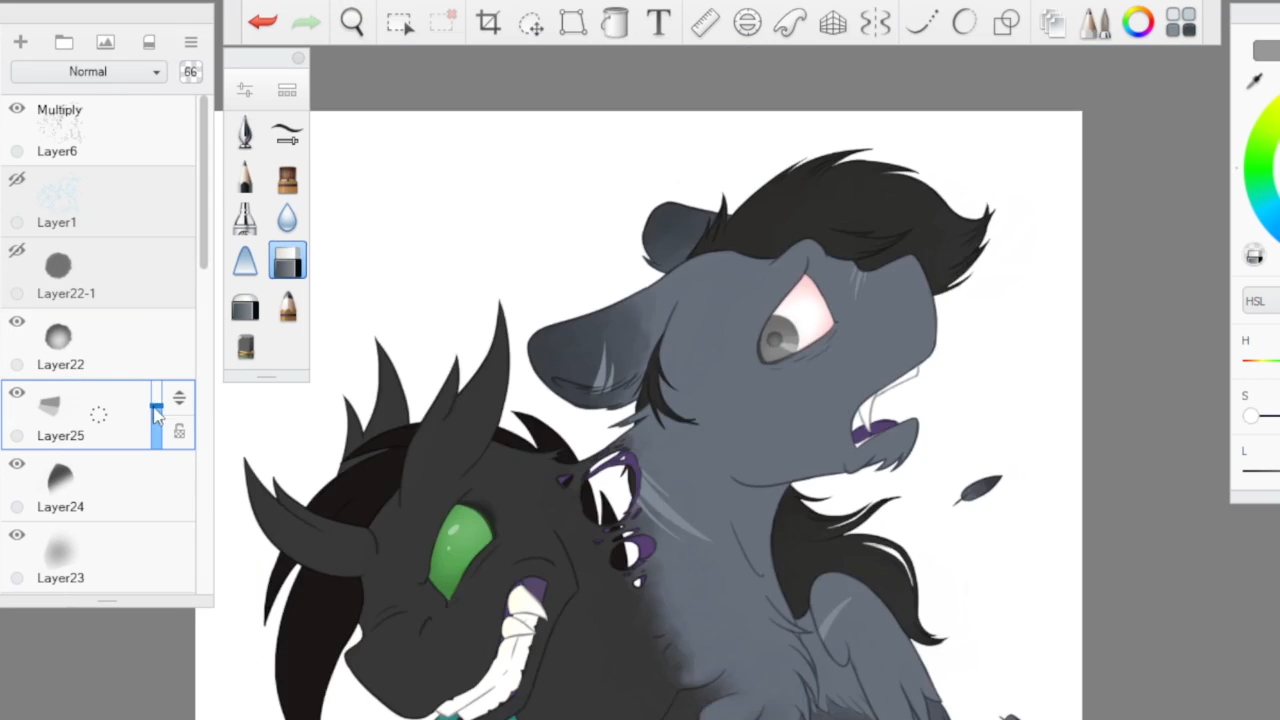 Normal
66
Multiply
Layer6
Layer1
Layer22-1
Layer22
Layer25
Layer24
Layer23
T
HSL
H
S
L